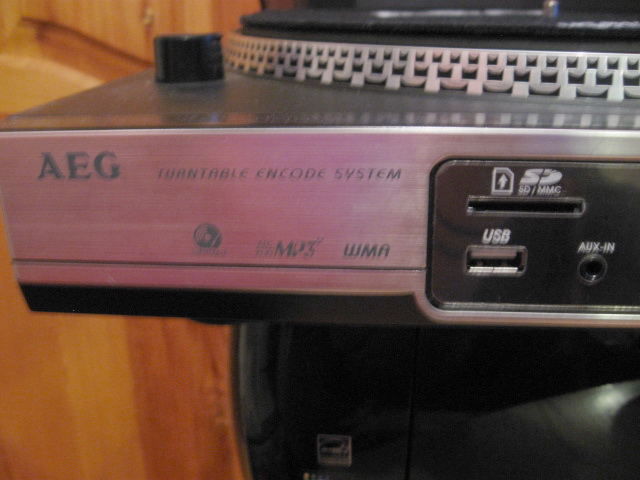 AEG
TURNTABLE ENCODE SYSTEM
MP3
WMA
SD
SD/MMC
USB
AUX-IN